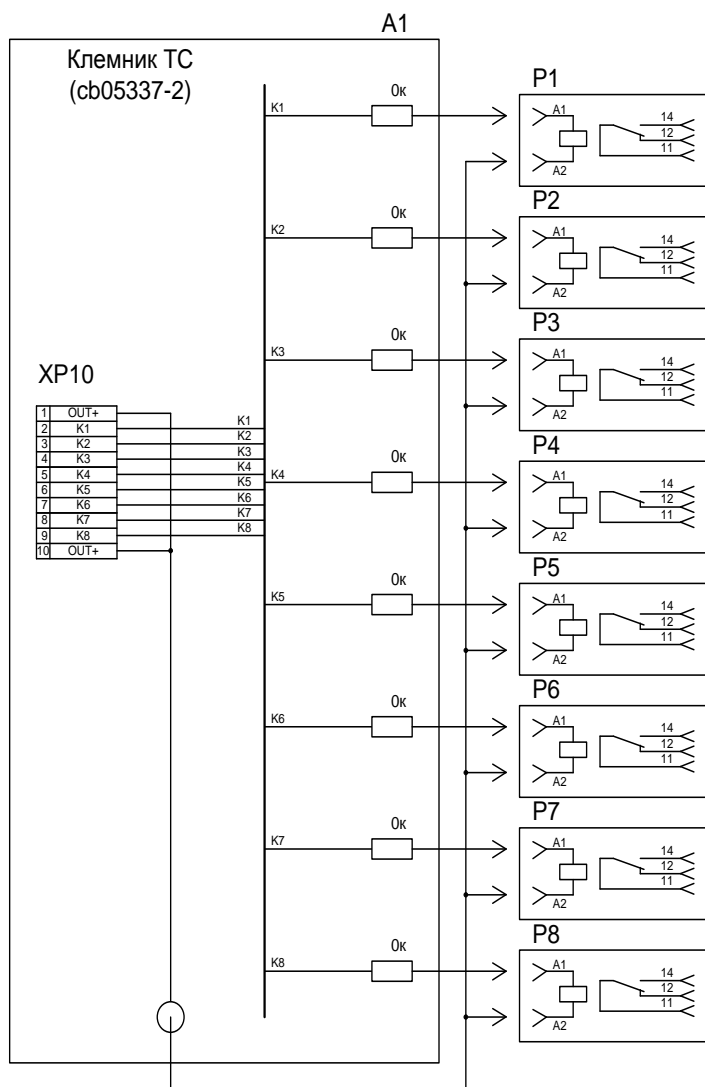 A1
Клемник ТС
(cb05337-2)
K1
0к
P1
A1
A2
14
12
11
K2
0к
P2
A1
A2
14
12
11
K3
0к
P3
A1
A2
14
12
11
XP10
1 OUT+
2 K1
3 K2
4 K3
5 K4
6 K5
7 K6
8 K7
9 K8
10 OUT+
K1
K2
K3
K4
K5
K6
K7
K8
K4
0к
P4
A1
A2
14
12
11
K5
0к
P5
A1
A2
14
12
11
K6
0к
P6
A1
A2
14
12
11
K7
0к
P7
A1
A2
14
12
11
K8
0к
P8
A1
A2
14
12
11